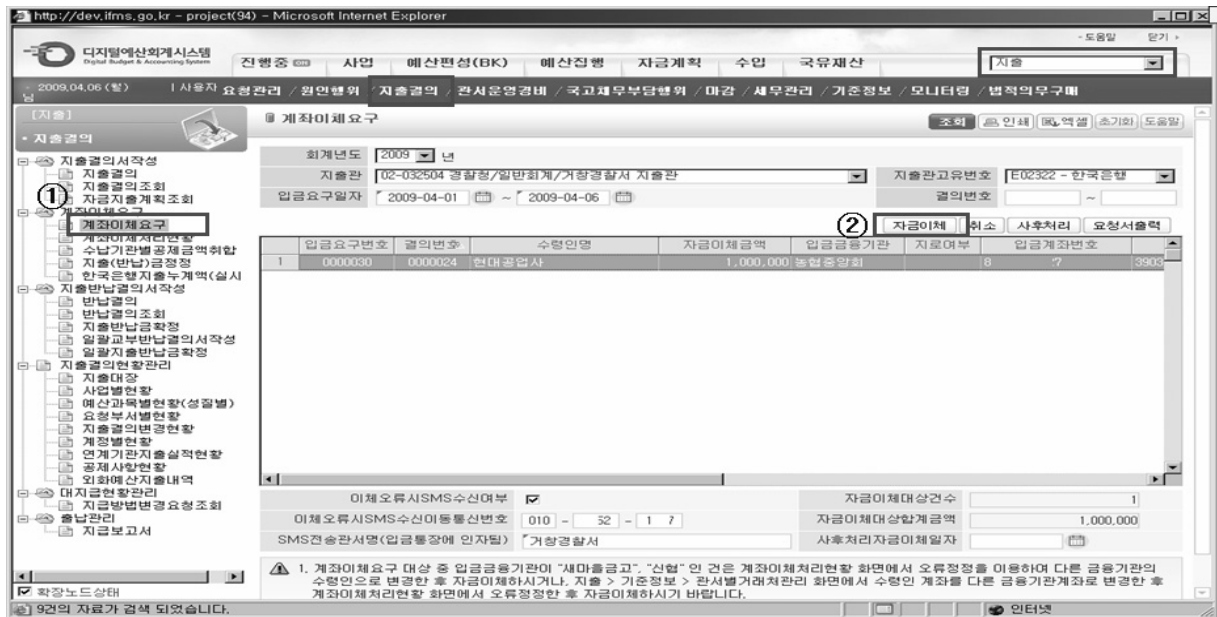 http://dev.ifms.go.kr - project(94) - Microsoft Internet Explorer
- 도움말 닫기
디지털예산회계시스템
Digital Budget & Accounting System
진행중 on 사업 예산편성(BK) 예산집행 자금계획 수입 국유재산 지출
2009.04.06 (월) | 사용자 요청관리 / 원인행위 / 지출결의 / 관서운영경비 / 국고채무부담행위 / 마감 / 세무관리 / 기준정보 / 모니터링 / 법적의무구매
님
[지출]
• 지출결의
계좌이체요구
조회 인쇄 엑셀 초기화 도움말
지출결의서작성
지출결의
지출결의조회
자금지출계획조회
①
계좌이체요구
계좌이체요구
계좌이체처리현황
수납기관별공제금액취합
지출(반납)금정정
한국은행지출누계액(실시
지출반납결의서작성
반납결의
반납결의조회
지출반납금확정
일괄교부반납결의서작성
일괄지출반납금확정
지출결의현황관리
지출대장
사업별현황
예산과목별현황(성질별)
요청부서별현황
지출결의변경현황
계정별현황
연계기관지출실적현황
공제사항현황
외화예산지출내역
대지급현황관리
지급방법변경요청조회
출납관리
지급보고서
확장노드상태
회계년도 2009 년
지출관 02-032504 경찰청/일반회계/거창경찰서 지출관 지출관고유번호 E02322 - 한국은행
입금요구일자 2009-04-01 ~ 2009-04-06 결의번호 ~
② 자금이체 취소 사후처리 요청서출력
입금요구번호 결의번호 수령인명 자금이체금액 입금금융기관 지로여부 입금계좌번호
1 0000030 0000024 현대공업사 1,000,000 농협중앙회 8 7 3903
이체오류시SMS수신여부 자금이체대상건수 1
이체오류시SMS수신이동통신번호 010 - 52 - 1 7 자금이체대상합계금액 1,000,000
SMS전송관서명(입금통장에 인자됨) 거창경찰서 사후처리자금이체일자
1. 계좌이체요구 대상 중 입금금융기관이 "새마을금고", "신협" 인 건은 계좌이체처리현황 화면에서 오류정정을 이용하여 다른 금융기관의
수령인으로 변경한 후 자금이체하시거나, 지출 > 기준정보 > 관서별거래처관리 화면에서 수령인 계좌를 다른 금융기관계좌로 변경한 후
계좌이체처리현황 화면에서 오류정정한 후 자금이체하시기 바랍니다.
9건의 자료가 검색 되었습니다. 인터넷